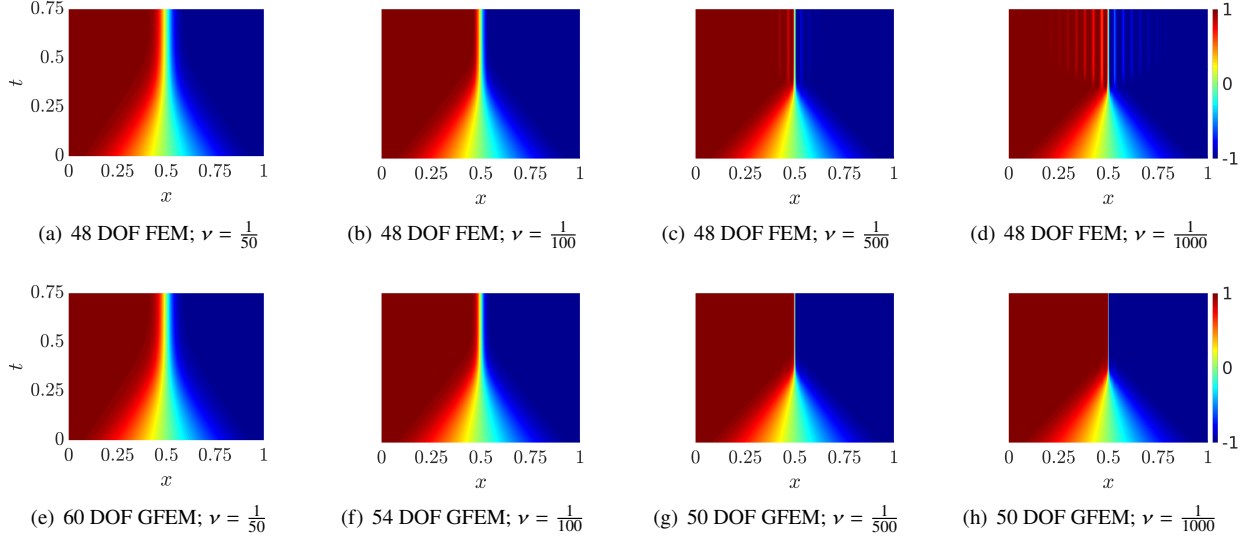 0.75
0.5
0.25
0
t
0 0.25 0.5 0.75 1
x
0 0.25 0.5 0.75 1
x
0 0.25 0.5 0.75 1
x
0 0.25 0.5 0.75 1
x
1
0
-1
(a) 48 DOF FEM; ν = 1/50
(b) 48 DOF FEM; ν = 1/100
(c) 48 DOF FEM; ν = 1/500
(d) 48 DOF FEM; ν = 1/1000
0.75
0.5
0.25
0
t
0 0.25 0.5 0.75 1
x
0 0.25 0.5 0.75 1
x
0 0.25 0.5 0.75 1
x
0 0.25 0.5 0.75 1
x
1
0
-1
(e) 60 DOF GFEM; ν = 1/50
(f) 54 DOF GFEM; ν = 1/100
(g) 50 DOF GFEM; ν = 1/500
(h) 50 DOF GFEM; ν = 1/1000